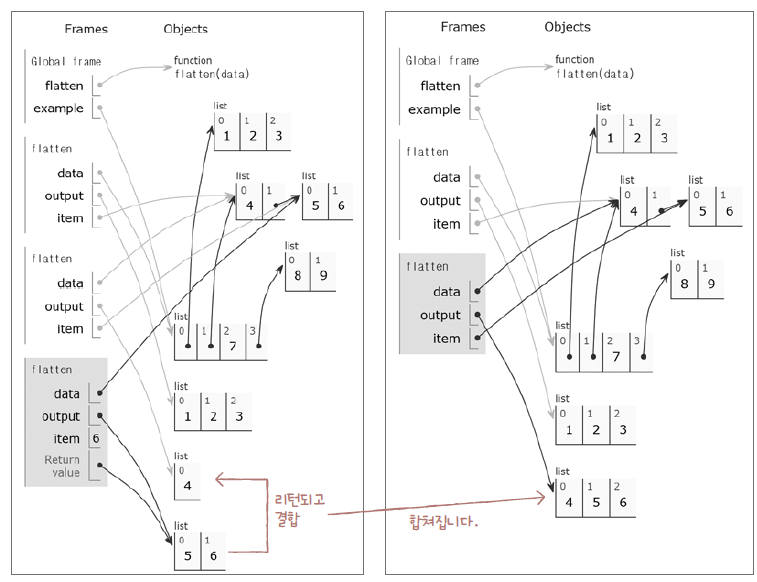 Frames Objects
Global frame
flatten
example
function
flatten(data)
list
0 1 2
1 2 3
flatten
data
output
item
list
0 1
4
list
0 1
5 6
flatten
data
output
item
list
0 1
8 9
list
0 1 2 3
7
flatten
data
output
item 6
Return
value
list
0 1 2
1 2 3
list
0
4
list
0 1
5 6
리턴되고
결합
합쳐집니다.
Frames Objects
Global frame
flatten
example
function
flatten(data)
list
0 1 2
1 2 3
flatten
data
output
item
list
0 1
4
list
0 1
5 6
flatten
data
output
item
list
0 1
8 9
list
0 1 2 3
7
list
0 1 2
1 2 3
list
0 1 2
4 5 6